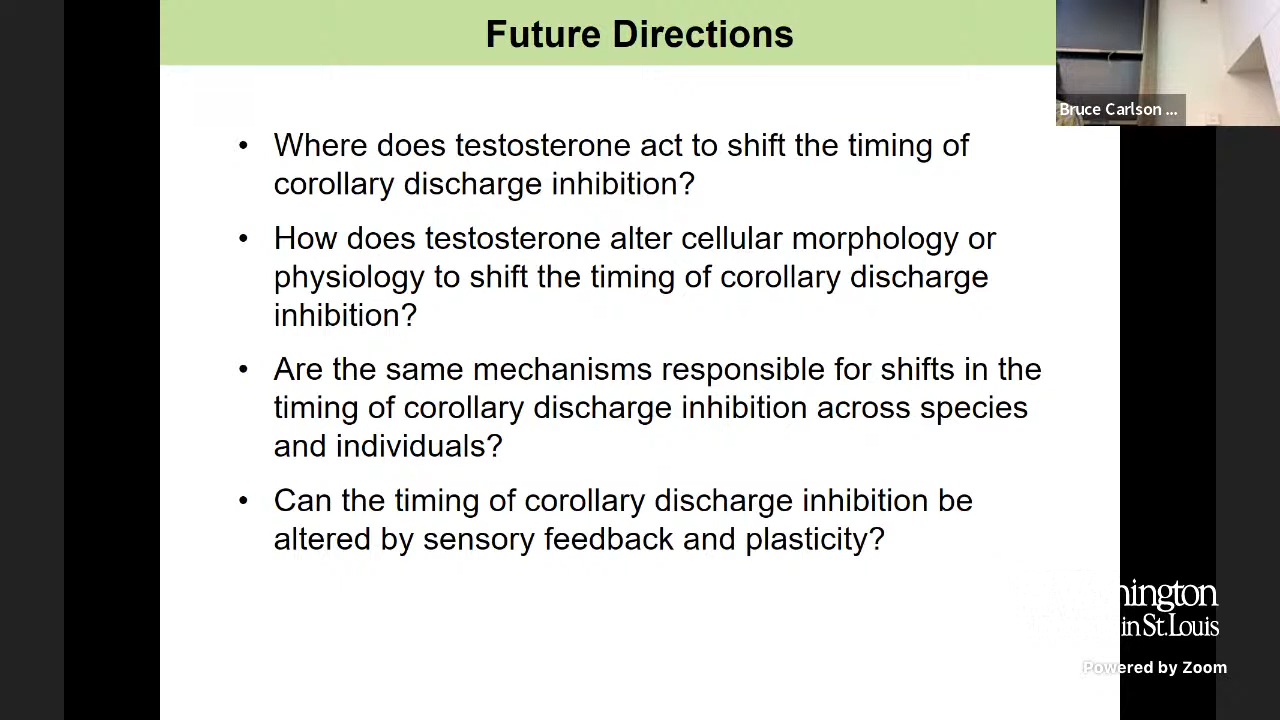 Future Directions
Bruce Carlson ...
• Where does testosterone act to shift the timing of
corollary discharge inhibition?
• How does testosterone alter cellular morphology or
physiology to shift the timing of corollary discharge
inhibition?
• Are the same mechanisms responsible for shifts in the
timing of corollary discharge inhibition across species
and individuals?
• Can the timing of corollary discharge inhibition be
altered by sensory feedback and plasticity?
hington
in St. Louis
Powered by Zoom